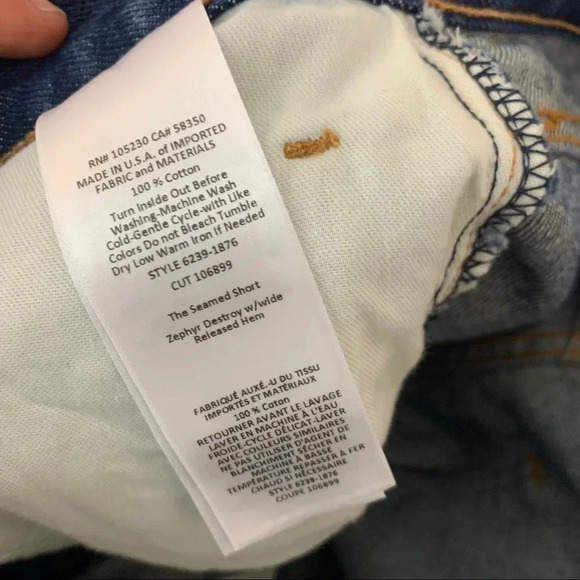 RN# 105230 CA# 58350
MADE IN U.S.A. of IMPORTED
FABRIC and MATERIALS
100 % Cotton
Turn Inside Out Before
Washing-Machine Wash
Cold-Gentle Cycle-with Like
Colors Do not Bleach Tumble
Dry Low Warm Iron If Needed
STYLE 6239-1876
CUT 106899
The Seamed Short
Zephyr Destroy w/wide
Released Hem
FABRIQUÉ AUXÉ.-U DU TISSU
IMPORTÉS ET MATÉRIAUX
100 % Coton
RETOURNER AVANT LE LAVAGE
LAVER EN MACHINE À L'EAU
FROIDE-CYCLE DÉLICAT-LAVER
AVEC COULEURS SIMILAIRES
NE PAS UTILISER D'AGENT DE
BLANCHIMENT SÉCHER EN
MACHINE À BASSE
TEMPÉRATURE REPASSER À FER
CHAUD SI NÉCESSAIRE
STYLE 6239-1876
COUPE 106899